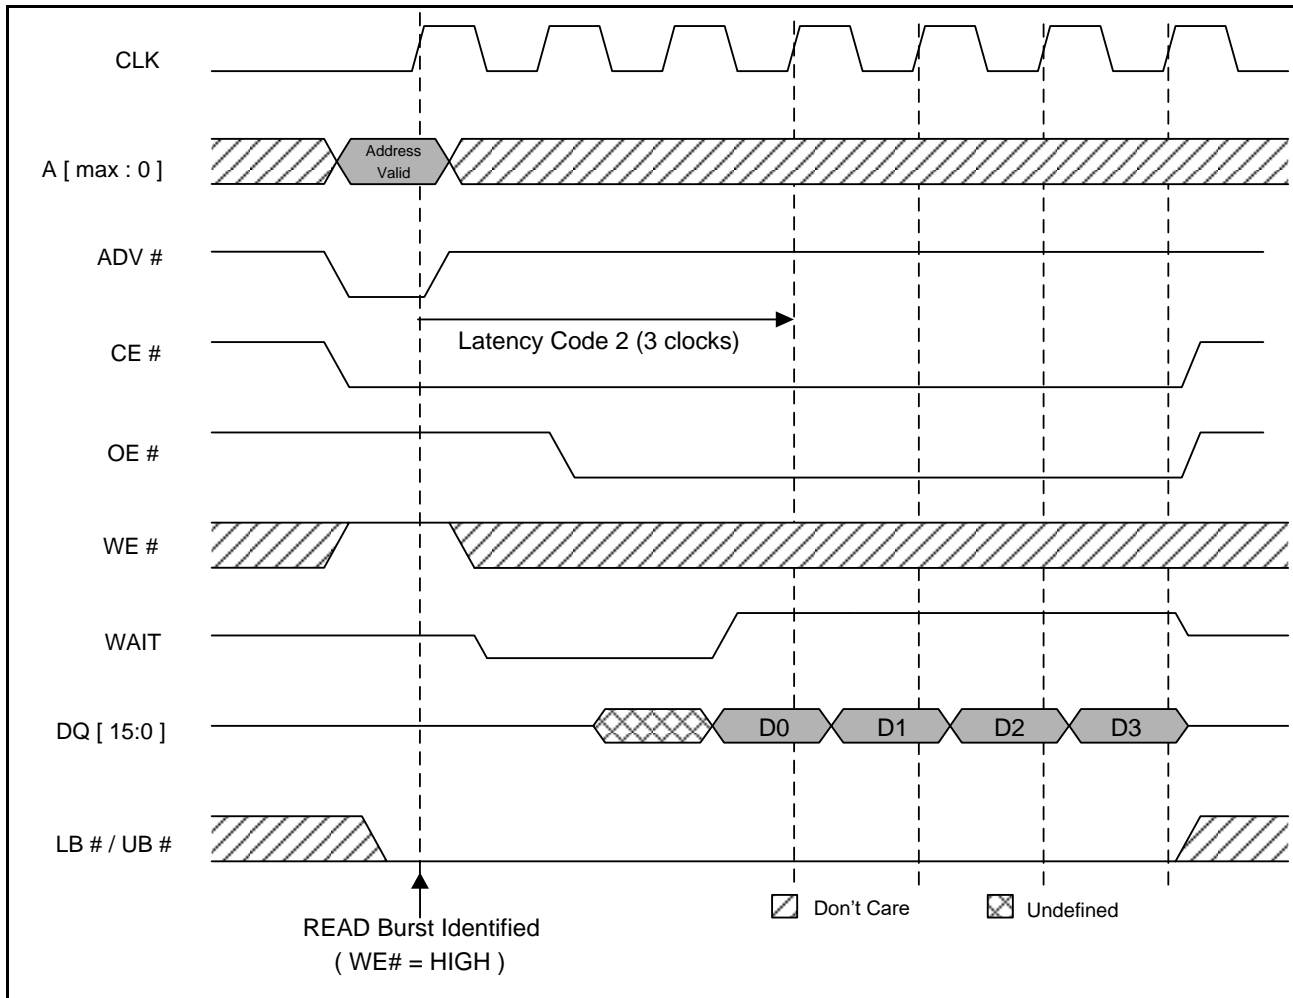 CLK
A [ max : 0 ]
Address
Valid
ADV #
Latency Code 2 (3 clocks)
CE #
OE #
WE #
WAIT
DQ [ 15:0 ]
D0
D1
D2
D3
LB # / UB #
Don't Care
Undefined
READ Burst Identified
( WE# = HIGH )